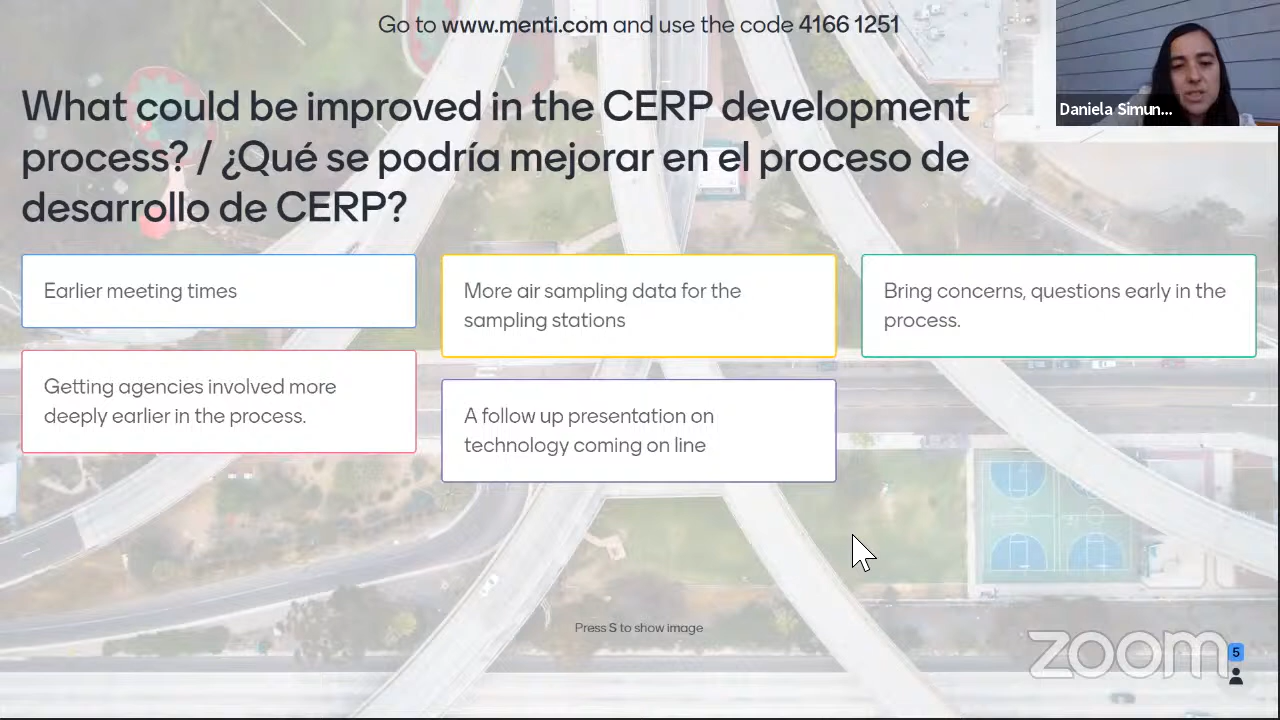 Go to www.menti.com and use the code 4166 1251
Daniela Simun...
What could be improved in the CERP development
process? / ¿Qué se podría mejorar en el proceso de
desarrollo de CERP?
Earlier meeting times
Getting agencies involved more
deeply earlier in the process.
More air sampling data for the
sampling stations
A follow up presentation on
technology coming on line
Bring concerns, questions early in the
process.
Press S to show image
zoom
5